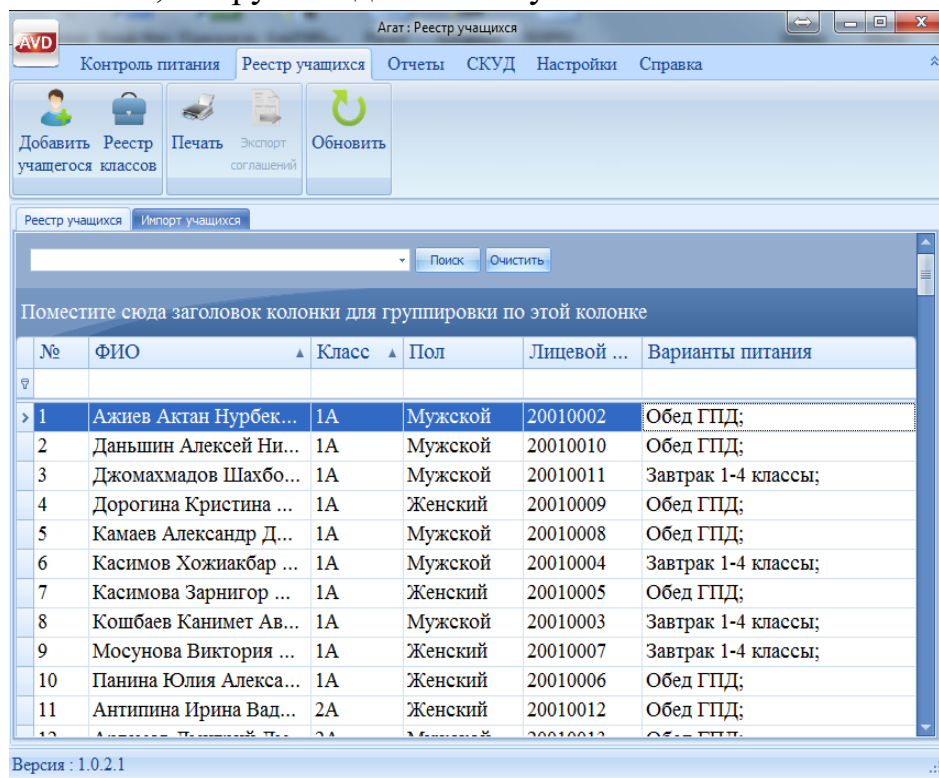 Агат : Реестр учащихся
AVD
Контроль питания Реестр учащихся Отчеты СКУД Настройки Справка
Добавить учащегося
Реестр классов
Печать
Экспорт соглашений
Обновить
Реестр учащихся Импорт учащихся
Поиск Очистить
Поместите сюда заголовок колонки для группировки по этой колонке
№ ФИО Класс Пол Лицевой ... Варианты питания
1 Ажиев Актан Нурбек... 1А Мужской 20010002 Обед ГПД;
2 Даньшин Алексей Ни... 1А Мужской 20010010 Обед ГПД;
3 Джомахмадов Шахбо... 1А Мужской 20010011 Завтрак 1-4 классы;
4 Дорогина Кристина ... 1А Женский 20010009 Обед ГПД;
5 Камаев Александр Д... 1А Мужской 20010008 Обед ГПД;
6 Касимов Хожиакбар ... 1А Мужской 20010004 Завтрак 1-4 классы;
7 Касимова Зарнигор ... 1А Женский 20010005 Обед ГПД;
8 Кошбаев Канимет Ав... 1А Мужской 20010003 Завтрак 1-4 классы;
9 Мосунова Виктория ... 1А Женский 20010007 Завтрак 1-4 классы;
10 Панина Юлия Алекса... 1А Женский 20010006 Обед ГПД;
11 Антипина Ирина Вад... 2А Женский 20010012 Обед ГПД;
Версия : 1.0.2.1